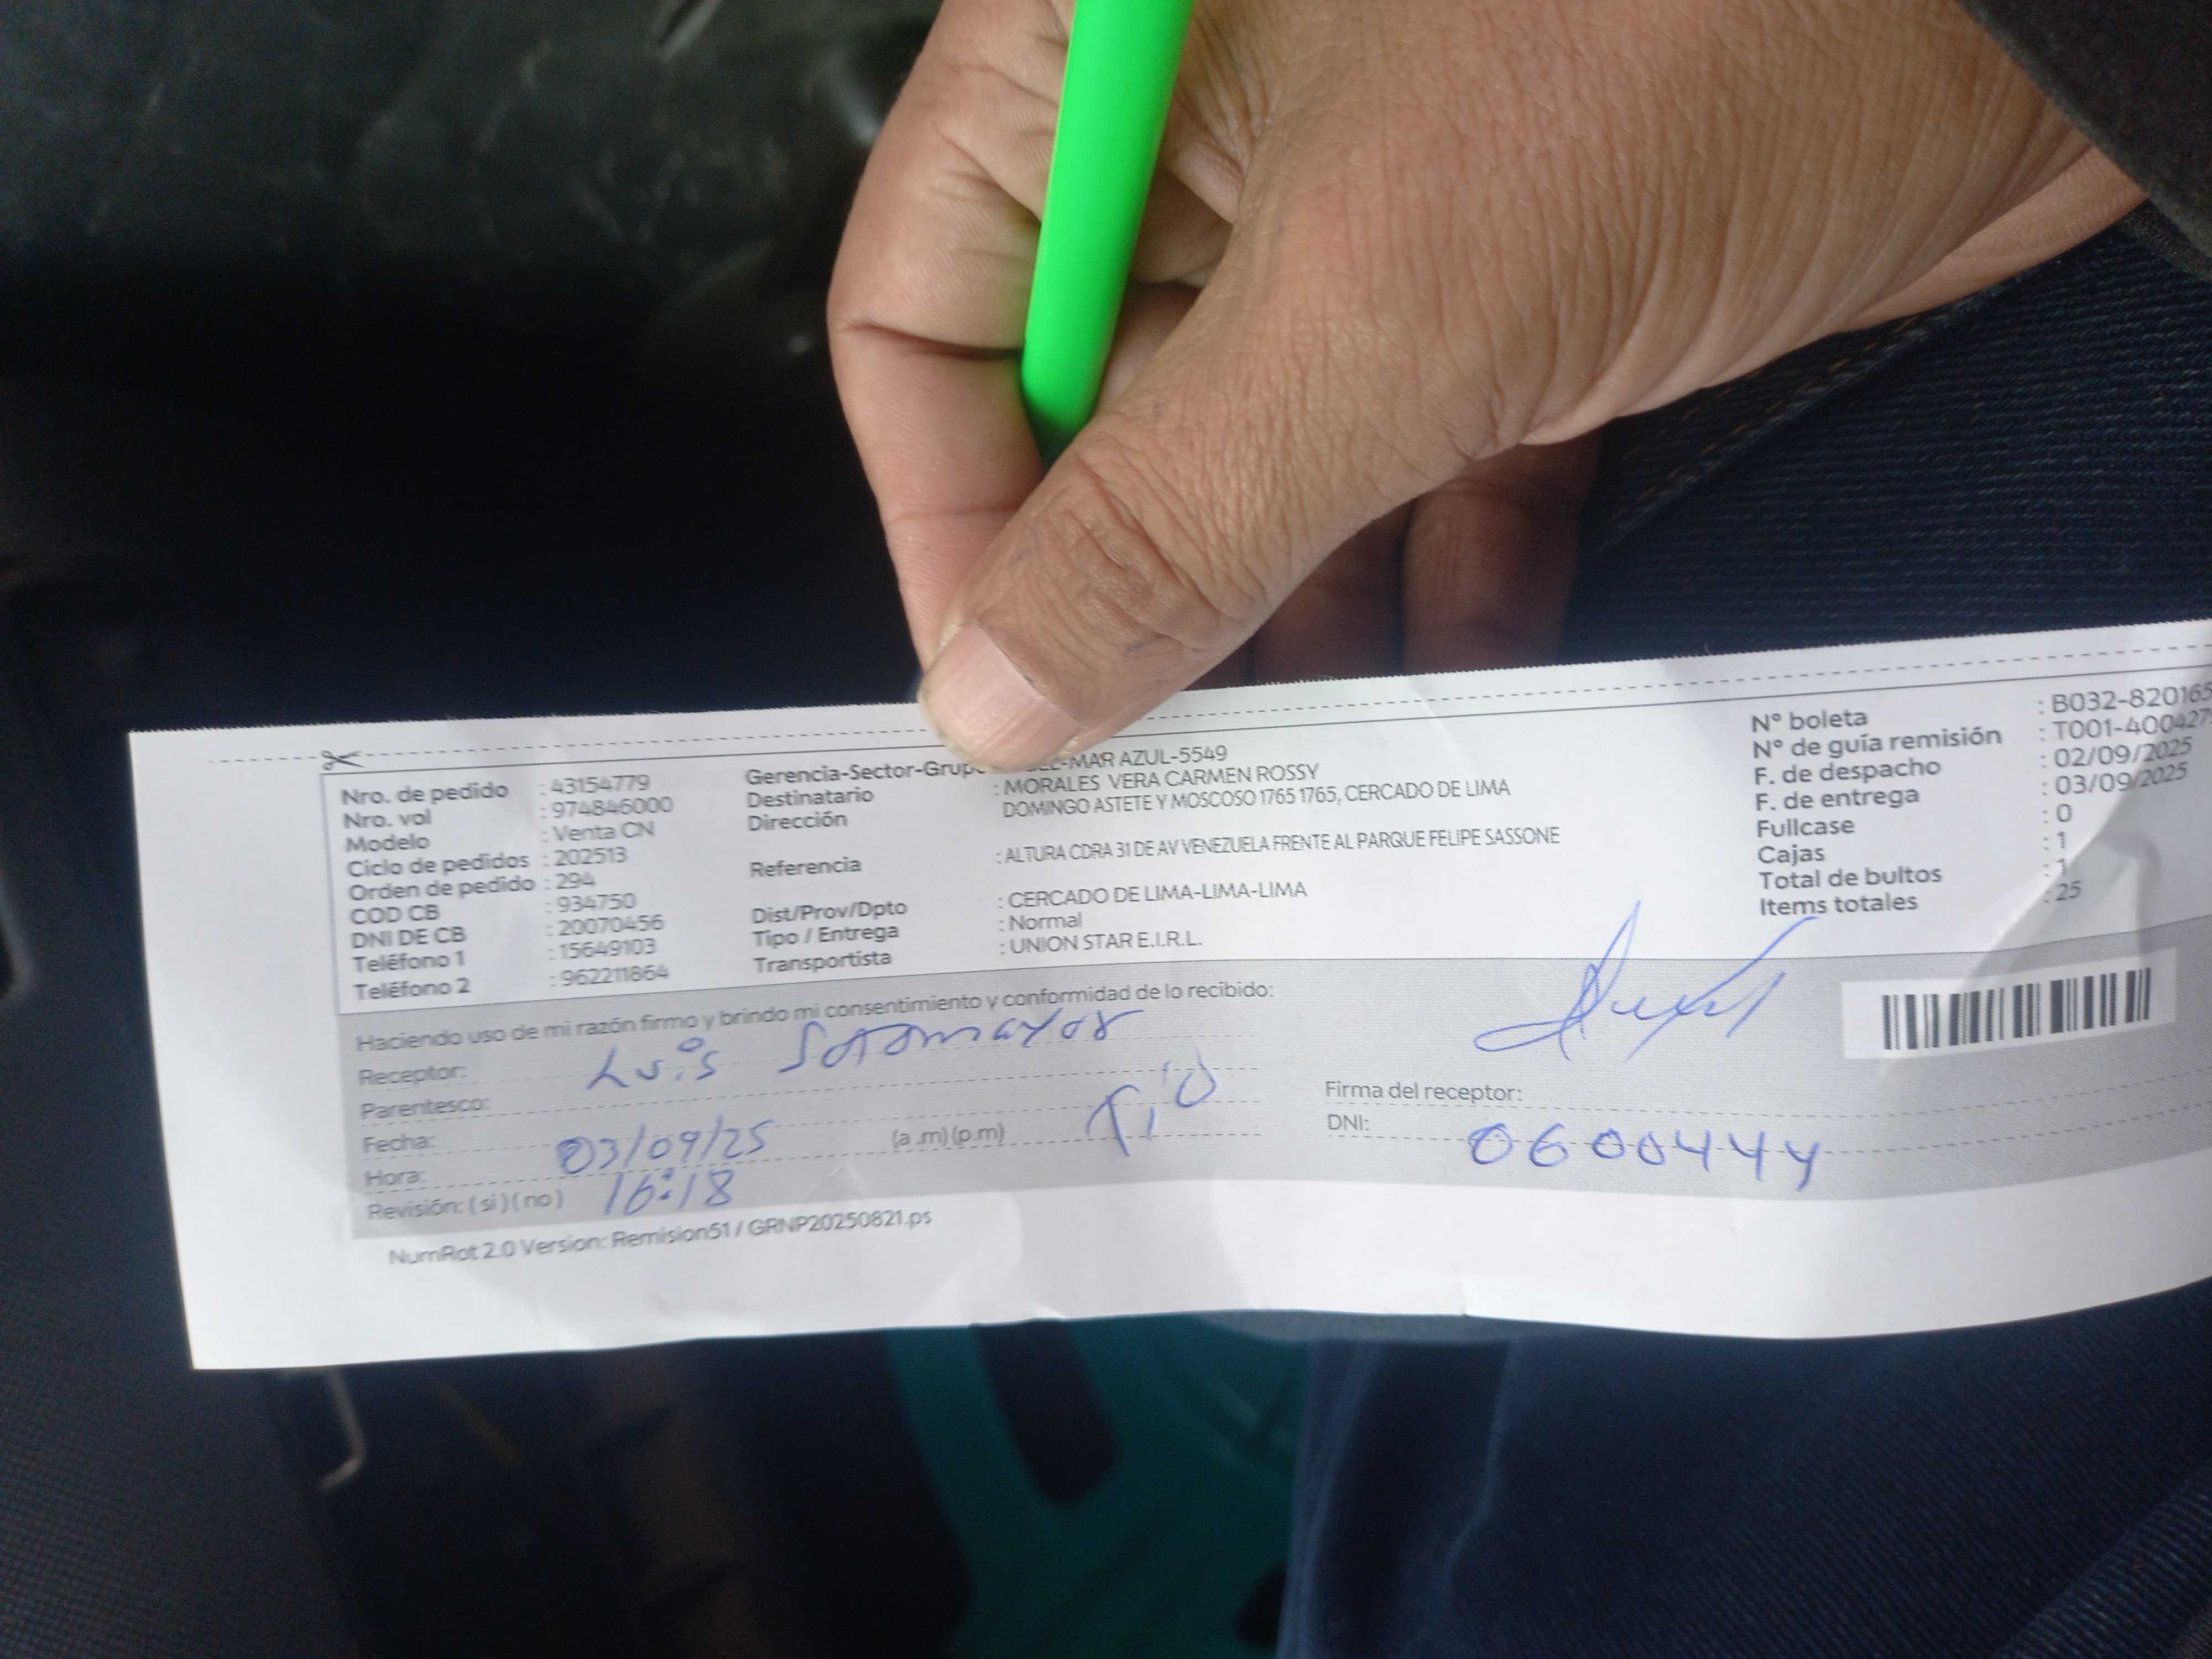 Nro. de pedido : 43154779
Nro. vol : 974846000
Modelo : Venta CN
Ciclo de pedidos : 202513
Orden de pedido : 294
COD CB : 934750
DNI DE CB : 20070456
Teléfono 1 : 15649103
Teléfono 2 : 962211864
Gerencia-Sector-Grupo MAR AZUL-5549
Destinatario : MORALES VERA CARMEN ROSSY
Dirección DOMINGO ASTETE Y MOSCOSO 1765 1765, CERCADO DE LIMA
Referencia : ALTURA CDRA 31 DE AV VENEZUELA FRENTE AL PARQUE FELIPE SASSONE
Dist/Prov/Dpto : CERCADO DE LIMA-LIMA-LIMA
Tipo / Entrega : Normal
Transportista : UNION STAR E.I.R.L.
N° boleta : B032-820165
N° de guía remisión : T001-400427
F. de despacho : 02/09/2025
F. de entrega : 03/09/2025
Fullcase : 0
Cajas : 1
Total de bultos : 1
Items totales : 25
Haciendo uso de mi razón firmo y brindo mi consentimiento y conformidad de lo recibido:
Receptor: Luis Sotomayor
Parentesco: Tio
Fecha: 03/09/25 (a .m) (p.m)
Hora: 16:18
Revisión: ( si ) ( no )
Firma del receptor:
DNI: 06004444
NumRot 2.0 Version: Remision51 / GRNP20250821.ps